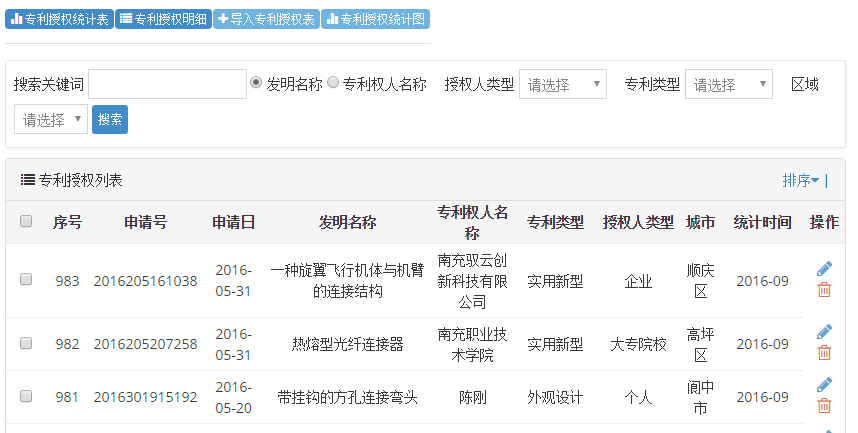 专利授权统计表 专利授权明细 导入专利授权表 专利授权统计图
搜索关键词 发明名称 专利权人名称 授权人类型 请选择 专利类型 请选择 区域
请选择 搜索
专利授权列表 排序 |
序号 申请号 申请日 发明名称 专利权人名称 专利类型 授权人类型 城市 统计时间 操作
983 2016205161038 2016-05-31 一种旋翼飞行机体与机臂的连接结构 南充驭云创新科技有限公司 实用新型 企业 顺庆区 2016-09
982 2016205207258 2016-05-31 热熔型光纤连接器 南充职业技术学院 实用新型 大专院校 高坪区 2016-09
981 2016301915192 2016-05-20 带挂钩的方孔连接弯头 陈刚 外观设计 个人 阆中市 2016-09